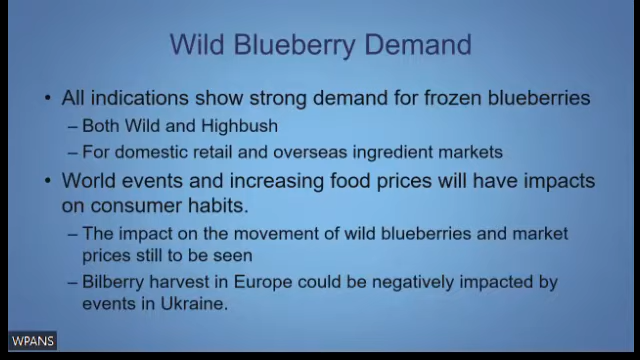 Wild Blueberry Demand
• All indications show strong demand for frozen blueberries
– Both Wild and Highbush
– For domestic retail and overseas ingredient markets
• World events and increasing food prices will have impacts
on consumer habits.
– The impact on the movement of wild blueberries and market
prices still to be seen
– Bilberry harvest in Europe could be negatively impacted by
events in Ukraine.
WPANS